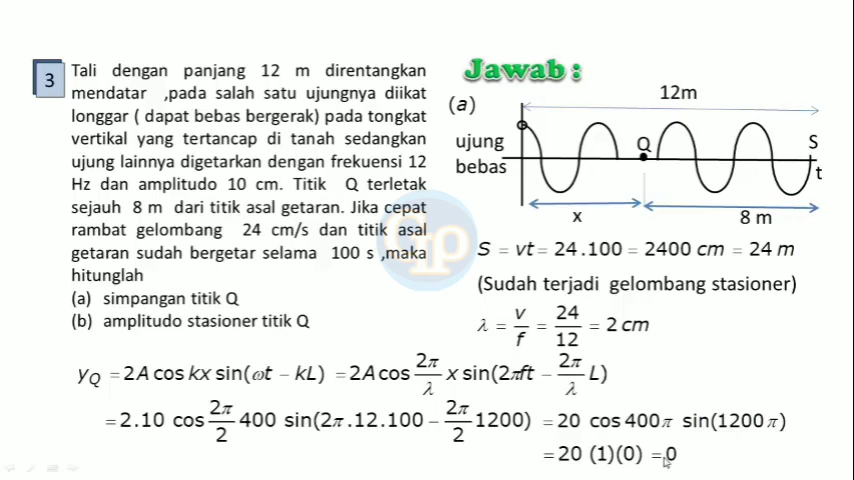 3
Tali dengan panjang 12 m direntangkan
mendatar ,pada salah satu ujungnya diikat
longgar ( dapat bebas bergerak) pada tongkat
vertikal yang tertancap di tanah sedangkan
ujung lainnya digetarkan dengan frekuensi 12
Hz dan amplitudo 10 cm. Titik Q terletak
sejauh 8 m dari titik asal getaran. Jika cepat
rambat gelombang 24 cm/s dan titik asal
getaran sudah bergetar selama 100 s ,maka
hitunglah
(a) simpangan titik Q
(b) amplitudo stasioner titik Q
Jawab :
(a)
12m
ujung
bebas
Q
S
t
x
8 m
S = vt = 24.100 = 2400 cm = 24 m
(Sudah terjadi gelombang stasioner)
λ = v/f = 24/12 = 2 cm
y_Q = 2A cos kx sin(ωt − kL) = 2A cos 2π/λ x sin(2πft − 2π/λ L)
= 2.10 cos 2π/2 400 sin(2π.12.100 − 2π/2 1200) = 20 cos 400π sin(1200π)
= 20 (1)(0) = 0